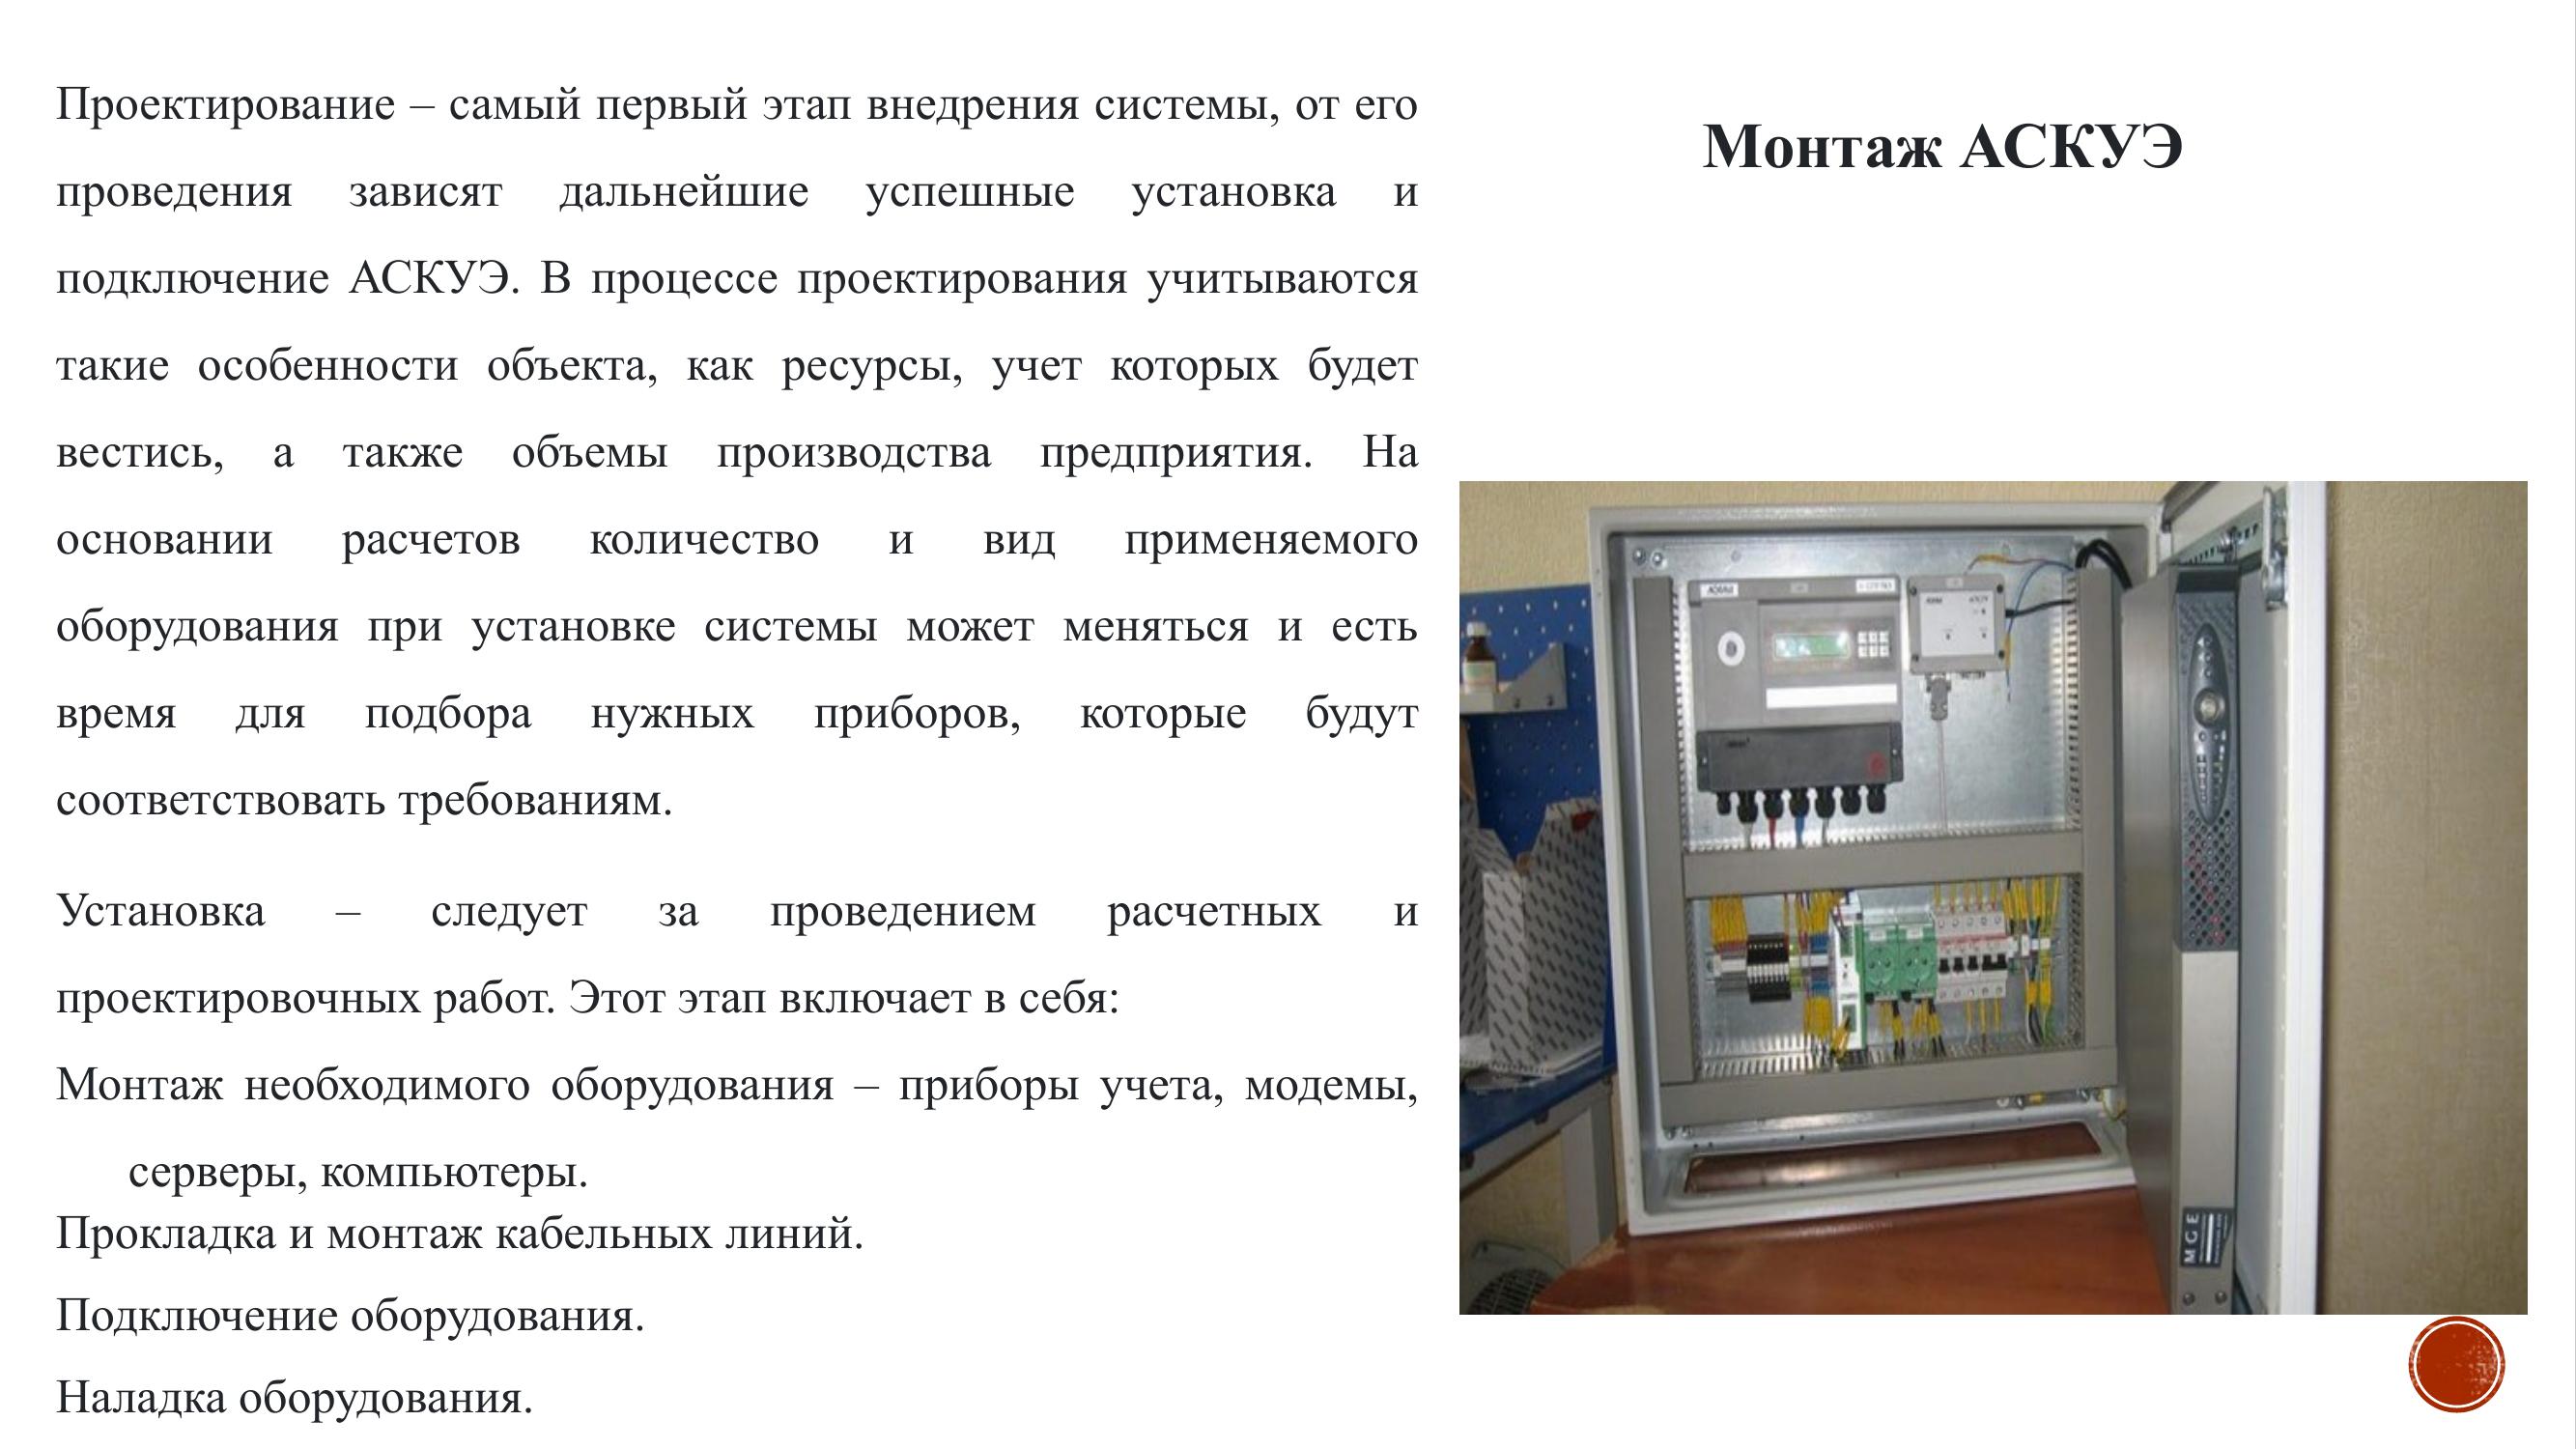 Проектирование – самый первый этап внедрения системы, от его
проведения зависят дальнейшие успешные установка и
подключение АСКУЭ. В процессе проектирования учитываются
такие особенности объекта, как ресурсы, учет которых будет
вестись, а также объемы производства предприятия. На
основании расчетов количество и вид применяемого
оборудования при установке системы может меняться и есть
время для подбора нужных приборов, которые будут
соответствовать требованиям.
Установка – следует за проведением расчетных и
проектировочных работ. Этот этап включает в себя:
Монтаж необходимого оборудования – приборы учета, модемы,
серверы, компьютеры.
Прокладка и монтаж кабельных линий.
Подключение оборудования.
Наладка оборудования.
Монтаж АСКУЭ
MGE